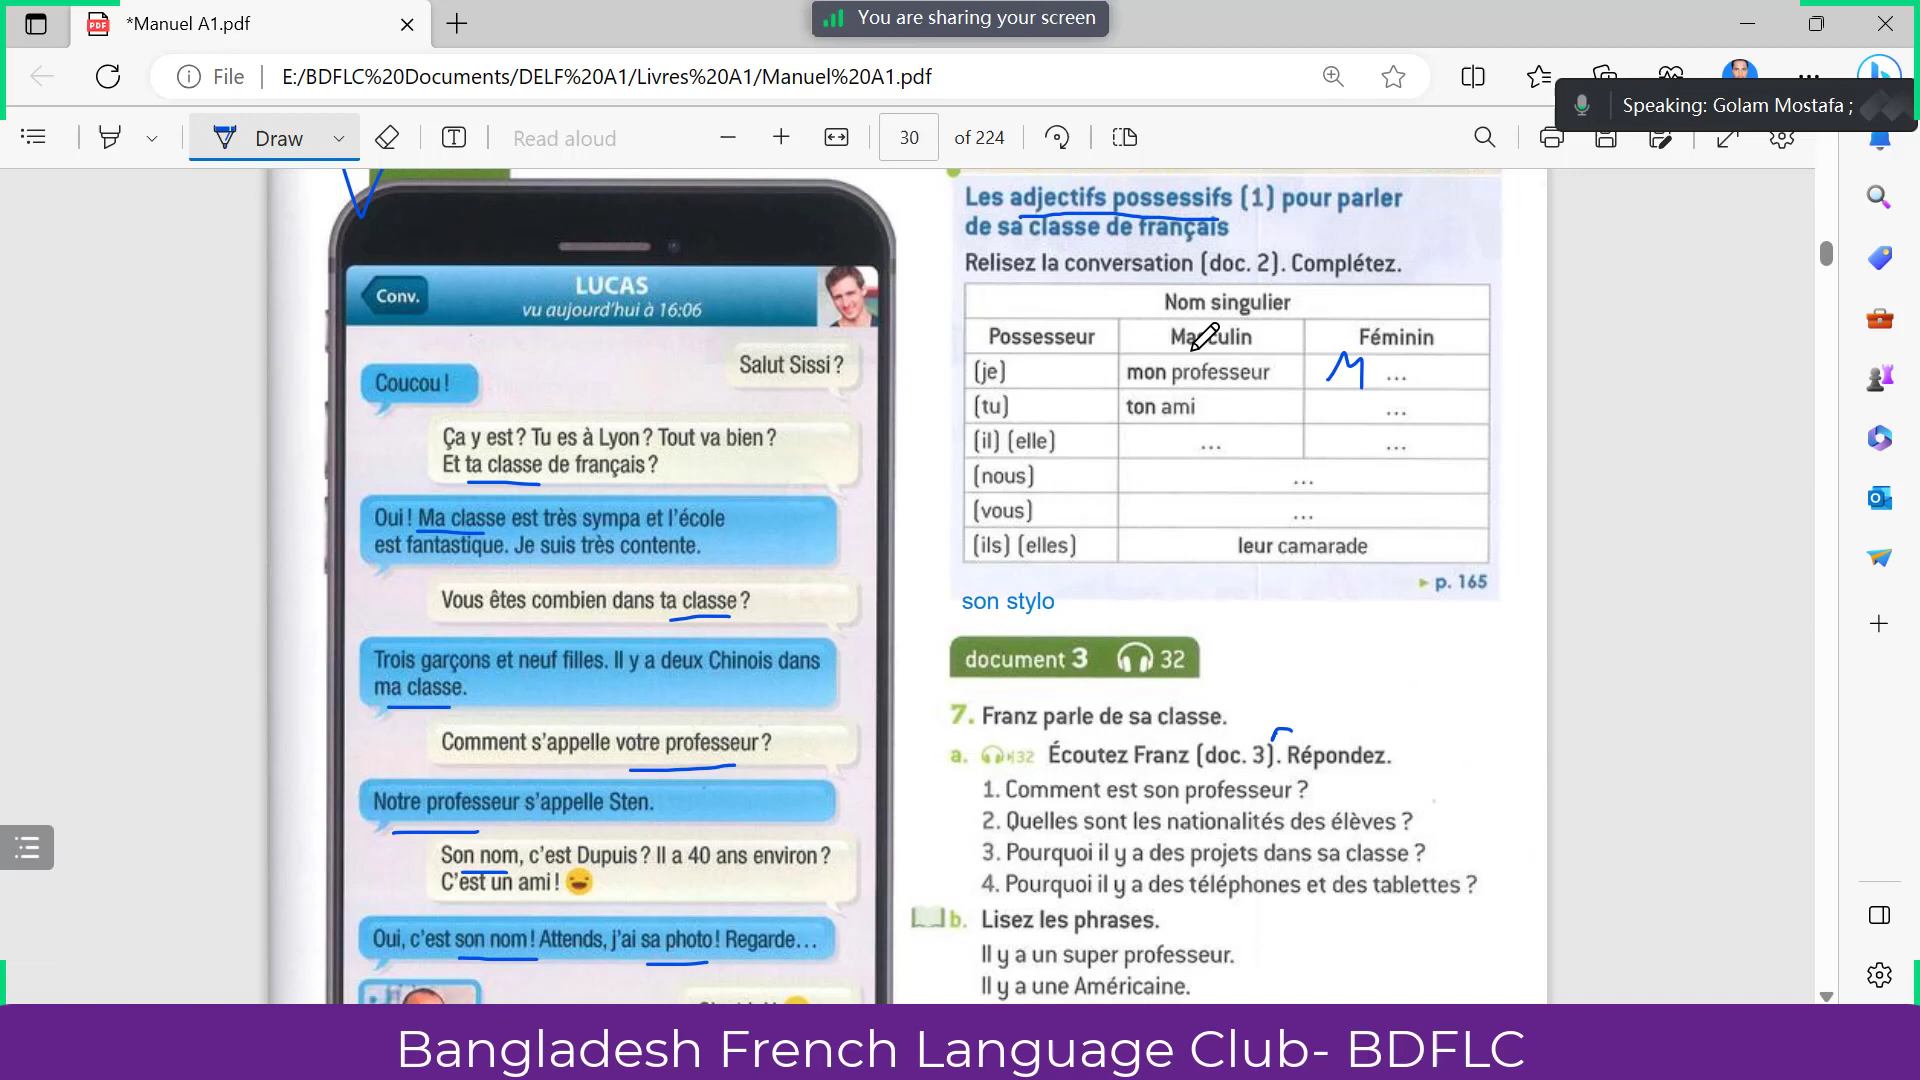 *Manuel A1.pdf
You are sharing your screen
File
E:/BDFLC%20Documents/DELF%20A1/Livres%20A1/Manuel%20A1.pdf
Speaking: Golam Mostafa ;
Draw
Read aloud
30 of 224
Conv.
LUCAS
vu aujourd'hui à 16:06
Salut Sissi ?
Coucou !
Ça y est ? Tu es à Lyon ? Tout va bien ?
Et ta classe de français ?
Oui ! Ma classe est très sympa et l'école
est fantastique. Je suis très contente.
Vous êtes combien dans ta classe ?
Trois garçons et neuf filles. Il y a deux Chinois dans
ma classe.
Comment s'appelle votre professeur ?
Notre professeur s'appelle Sten.
Son nom, c'est Dupuis ? Il a 40 ans environ ?
C'est un ami !
Oui, c'est son nom ! Attends, j'ai sa photo ! Regarde...
Les adjectifs possessifs (1) pour parler
de sa classe de français
Relisez la conversation (doc. 2). Complétez.
Nom singulier
Possesseur Masculin Féminin
(je) mon professeur M ...
(tu) ton ami ...
(il) (elle) ... ...
(nous) ...
(vous) ...
(ils) (elles) leur camarade
p. 165
son stylo
document 3 32
7. Franz parle de sa classe.
a. 32 Écoutez Franz (doc. 3). Répondez.
1. Comment est son professeur ?
2. Quelles sont les nationalités des élèves ?
3. Pourquoi il y a des projets dans sa classe ?
4. Pourquoi il y a des téléphones et des tablettes ?
b. Lisez les phrases.
Il y a un super professeur.
Il y a une Américaine.
Bangladesh French Language Club- BDFLC